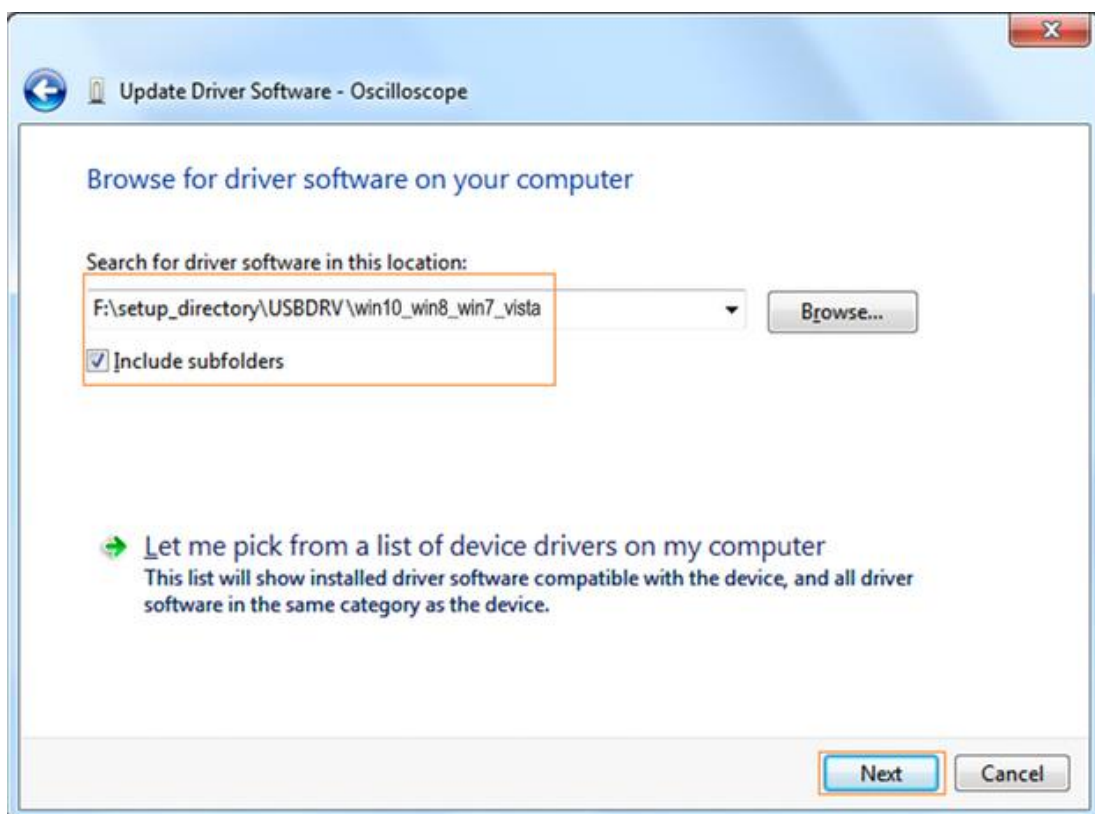 Update Driver Software - Oscilloscope
Browse for driver software on your computer
Search for driver software in this location:
F:\setup_directory\USBDRV\win10_win8_win7_vista
Browse...
Include subfolders
Let me pick from a list of device drivers on my computer
This list will show installed driver software compatible with the device, and all driver
software in the same category as the device.
Next
Cancel